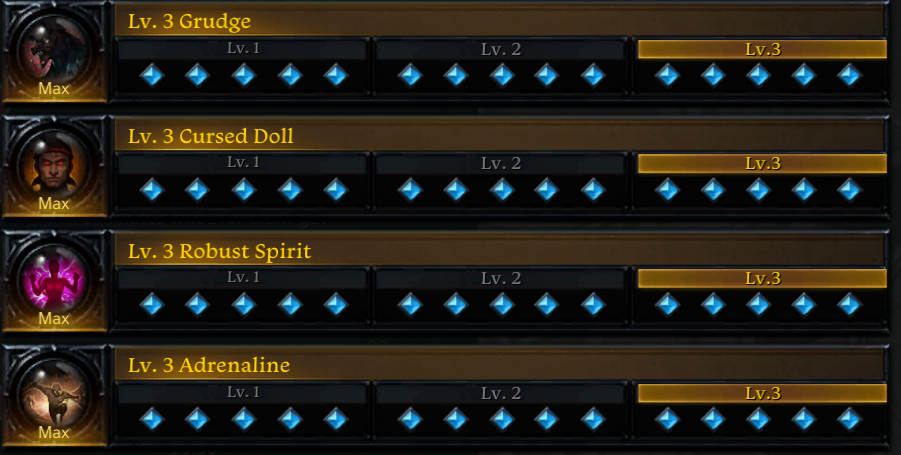 Lv. 3 Grudge
Lv. 1 Lv. 2 Lv.3
Max
Lv. 3 Cursed Doll
Lv. 1 Lv. 2 Lv.3
Max
Lv. 3 Robust Spirit
Lv. 1 Lv. 2 Lv.3
Max
Lv. 3 Adrenaline
Lv. 1 Lv. 2 Lv.3
Max